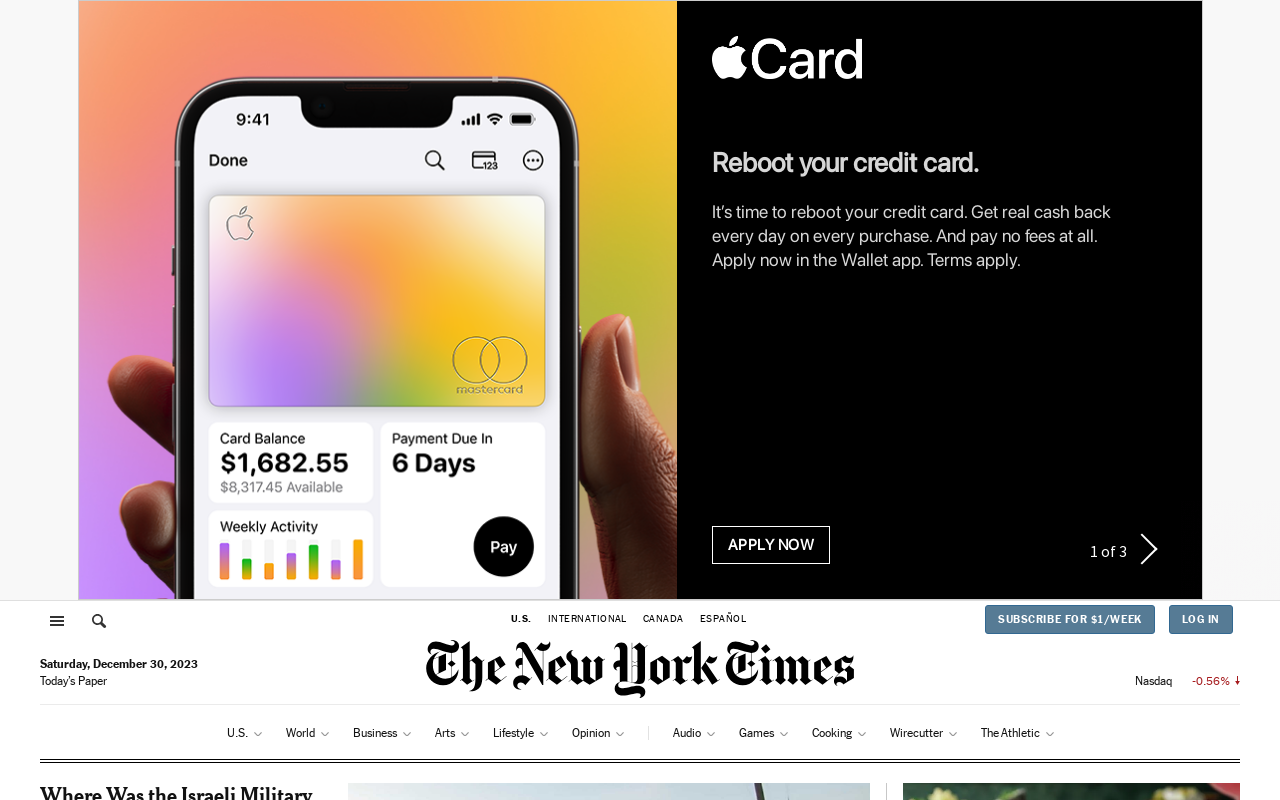 Card
9:41
Done
123
mastercard
Card Balance
$1,682.55
$8,317.45 Available
Payment Due In
6 Days
Weekly Activity
Pay
Reboot your credit card.
It's time to reboot your credit card. Get real cash back
every day on every purchase. And pay no fees at all.
Apply now in the Wallet app. Terms apply.
APPLY NOW
1 of 3
U.S. INTERNATIONAL CANADA ESPAÑOL
SUBSCRIBE FOR $1/WEEK
LOG IN
Saturday, December 30, 2023
Today's Paper
The New York Times
Nasdaq -0.56%
U.S. World Business Arts Lifestyle Opinion Audio Games Cooking Wirecutter The Athletic
Where Was the Israeli Military